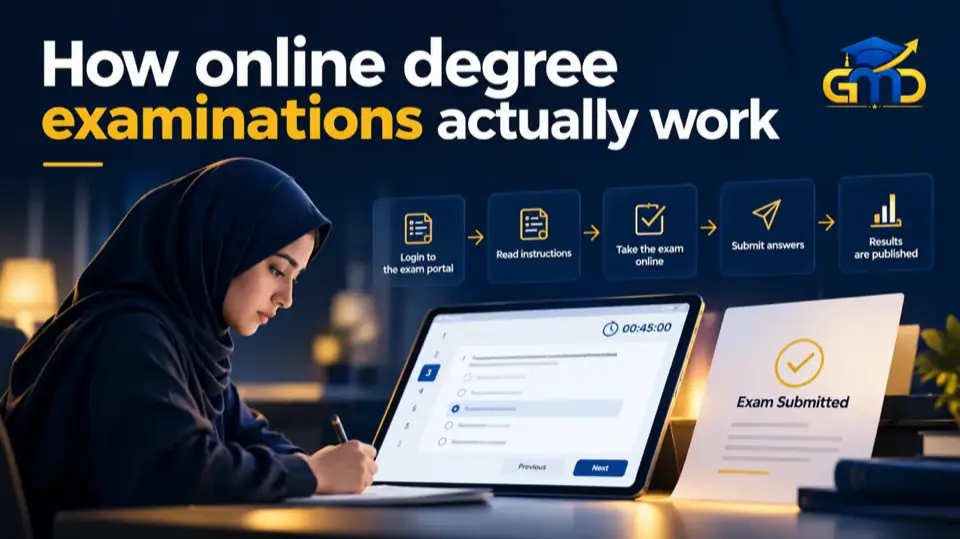 How online degree
examinations actually work
GMD
Login to
the exam portal
Read instructions
Take the exam
online
Submit answers
Results
are published
00:45:00
3
Previous
Next
Exam Submitted